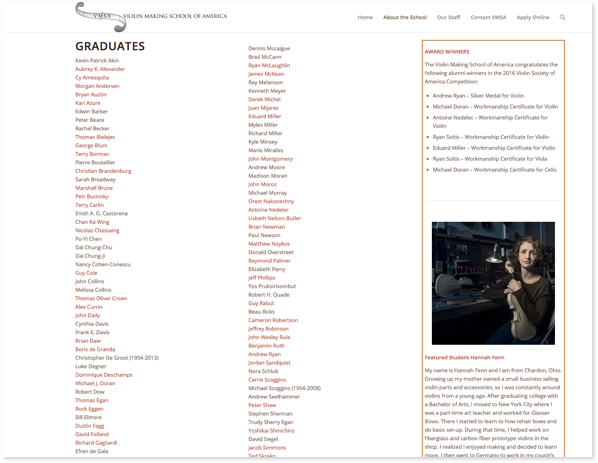 VMSA VIOLIN MAKING SCHOOL OF AMERICA
Home About the School Our Staff Contact VMSA Apply Online
GRADUATES
Kevin Patrick Akin
Aubrey K. Alexander
Cy Amesquita
Morgan Andersen
Bryan Austin
Kari Azure
Edwin Barker
Peter Beare
Rachel Becker
Thomas Bielejec
George Blum
Terry Borman
Pierre Bouteiller
Christian Brandenburg
Sarah Broadway
Marshall Brune
Petr Bucinsky
Terry Carlin
Enidh A. G. Castorena
Chan Ka Wing
Nicolas Chassaing
Po-Yi Chen
Dai Chung-Chu
Dai Chung-Ji
Nancy Cohen-Conescu
Guy Cole
John Collins
Melissa Collins
Thomas Oliver Croen
Alex Currin
John Daily
Cynthia Davis
Frank E. Davis
Brian Daw
Boris de Granda
Christopher De Groot (1954-2013)
Luke Degner
Dominique Deschamps
Michael J. Doran
Robert Dow
Thomas Egan
Rock Eggen
Bill Elmore
Dustin Fagg
David Folland
Richard Gagliardi
Efren de Gala
Dennis Mccaigue
Brad McCann
Ryan McLaughlin
James McKean
Ray Melanson
Kenneth Meyer
Derek Michel
Juan Mijares
Eduard Miller
Myles Miller
Richard Miller
Kyle Minsey
Mario Miralles
John Montgomery
Andrew Moore
Madison Moran
John Moroz
Michael Murray
Orest Nakonechny
Antoine Nedelec
Lisbeth Nelson Butler
Brian Newman
Paul Newson
Matthew Noykos
Donald Overstreet
Raymond Palmer
Elizabeth Perry
Jeff Phillips
Yos Pruksirisombut
Robert H. Quade
Guy Rabut
Beau Ricks
Cameron Robertson
Jeffrey Robinson
John Wesley Rule
Benjamin Ruth
Andrew Ryan
Jordan Sandquist
Nora Schlub
Carrie Scoggins
Michael Scoggins (1954-2008)
Andrew Seelhammer
Peter Shaw
Stephen Sherman
Trudy Sherry Egan
Yoshikai Shinichiro
David Siegel
Jacob Simmons
Ted Skreko
AWARD WINNERS
The Violin Making School of America congratulates the
following alumni winners in the 2016 Violin Society of
America Competition:
Andrew Ryan – Silver Medal for Violin
Michael Doran – Workmanship Certificate for Violin
Antoine Nedelec – Workmanship Certificate for
Violin
Ryan Soltis – Workmanship Certificate for Violin
Eduard Miller – Workmanship Certificate for Violin
Ryan Soltis – Workmanship Certificate for Viola
Michael Doran – Workmanship Certificate for Cello
Featured Student Hannah Fenn
My name is Hannah Fenn and I am from Chardon, Ohio.
Growing up my mother owned a small business selling
violin parts and accessories, so I was constantly around
violins from a young age. After graduating college with
a Bachelor of Arts, I moved to New York City where I
was a part-time art teacher and worked for Glasser
Bows. There I started to learn how to rehair bows and
do basic set-up. During that time, I helped work on
fiberglass and carbon fiber prototype violins in the
shop. I realized I enjoyed making and decided to learn
more. I then went to Germany to work in my cousin's